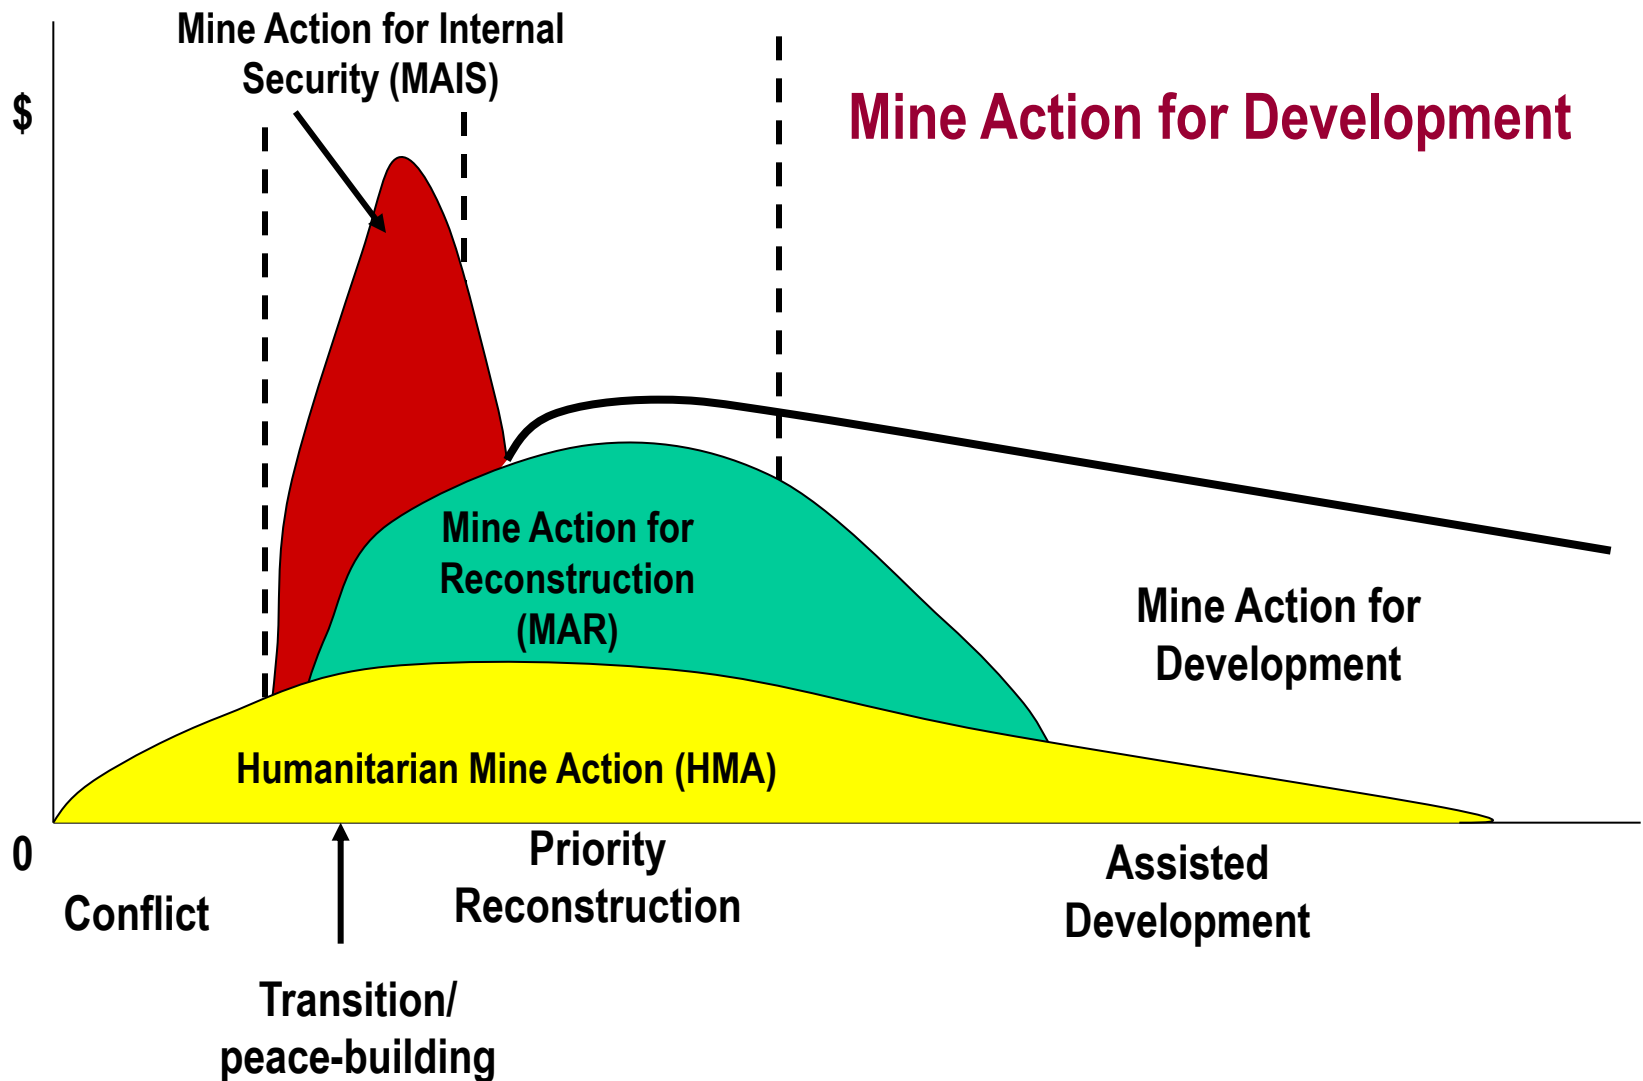 Mine Action for Internal
Security (MAIS)
$
Mine Action for Development
Mine Action for
Reconstruction
(MAR)
Mine Action for
Development
Humanitarian Mine Action (HMA)
0
Conflict
Priority
Reconstruction
Assisted
Development
Transition/
peace-building